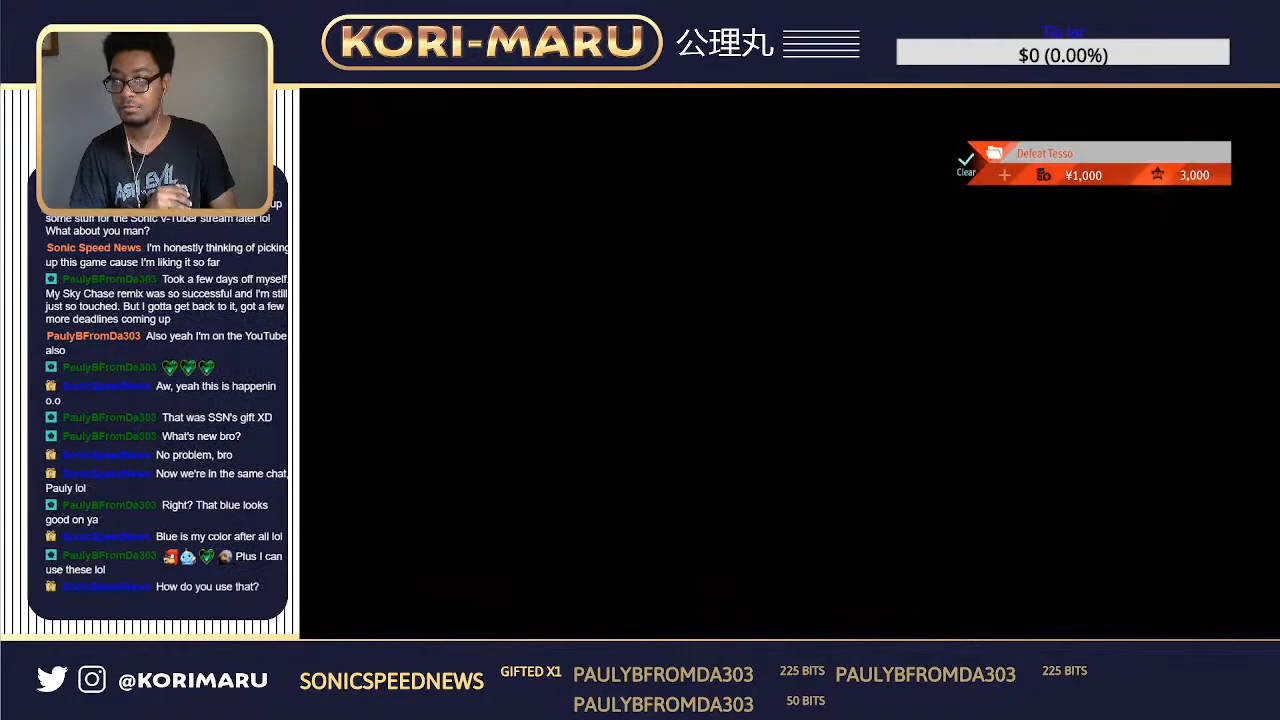 KORI-MARU 公理丸
Tip Jar
$0 (0.00%)
Defeat Tesso
Clear
¥1,000
3,000
up
some stuff for the Sonic V-Tuber stream later lol
What about you man?
Sonic Speed News I'm honestly thinking of picking
up this game cause I'm liking it so far
PaulyBFromDa303 Took a few days off myself.
My Sky Chase remix was so successful and I'm still
just so touched. But I gotta get back to it, got a few
more deadlines coming up
PaulyBFromDa303 Also yeah I'm on the YouTube
also
PaulyBFromDa303
SonicSpeedNews Aw, yeah this is happenin
o.o
PaulyBFromDa303 That was SSN's gift XD
PaulyBFromDa303 What's new bro?
SonicSpeedNews No problem, bro
SonicSpeedNews Now we're in the same chat,
Pauly lol
PaulyBFromDa303 Right? That blue looks
good on ya
SonicSpeedNews Blue is my color after all lol
PaulyBFromDa303 Plus I can
use these lol
SonicSpeedNews How do you use that?
@KORIMARU
SONICSPEEDNEWS GIFTED X1 PAULYBFROMDA303 225 BITS PAULYBFROMDA303 225 BITS
PAULYBFROMDA303 50 BITS